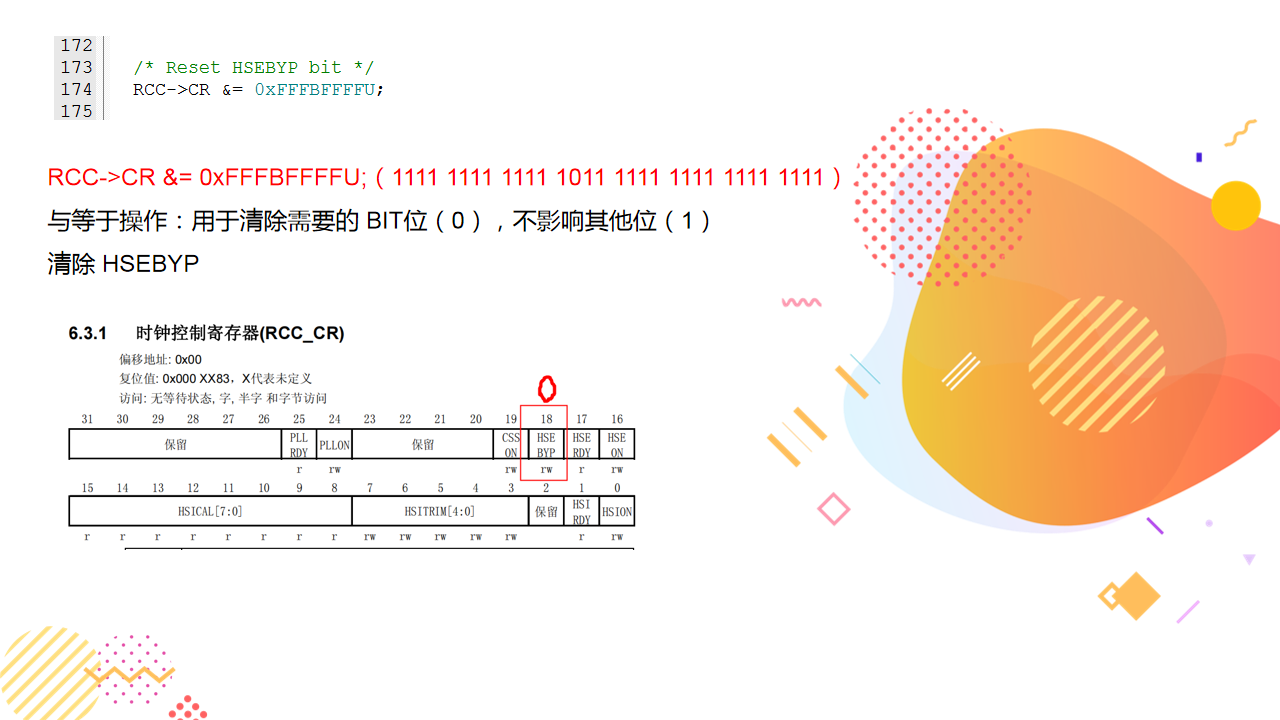 172
173 /* Reset HSEBYP bit */
174 RCC->CR &= 0xFFFBFFFFU;
175
RCC->CR &= 0xFFFBFFFFU;（1111 1111 1111 1011 1111 1111 1111 1111）
与等于操作：用于清除需要的 BIT位（0），不影响其他位（1）
清除 HSEBYP
6.3.1 时钟控制寄存器(RCC_CR)
偏移地址: 0x00
复位值: 0x000 XX83，X代表未定义
访问: 无等待状态, 字, 半字 和字节访问
0
31 30 29 28 27 26 25 24 23 22 21 20 19 18 17 16
保留 PLL RDY PLLON 保留 CSS ON HSE BYP HSE RDY HSE ON
r rw rw rw r rw
15 14 13 12 11 10 9 8 7 6 5 4 3 2 1 0
HSICAL[7:0] HSITRIM[4:0] 保留 HSI RDY HSION
r r r r r r r r rw rw rw rw rw r rw